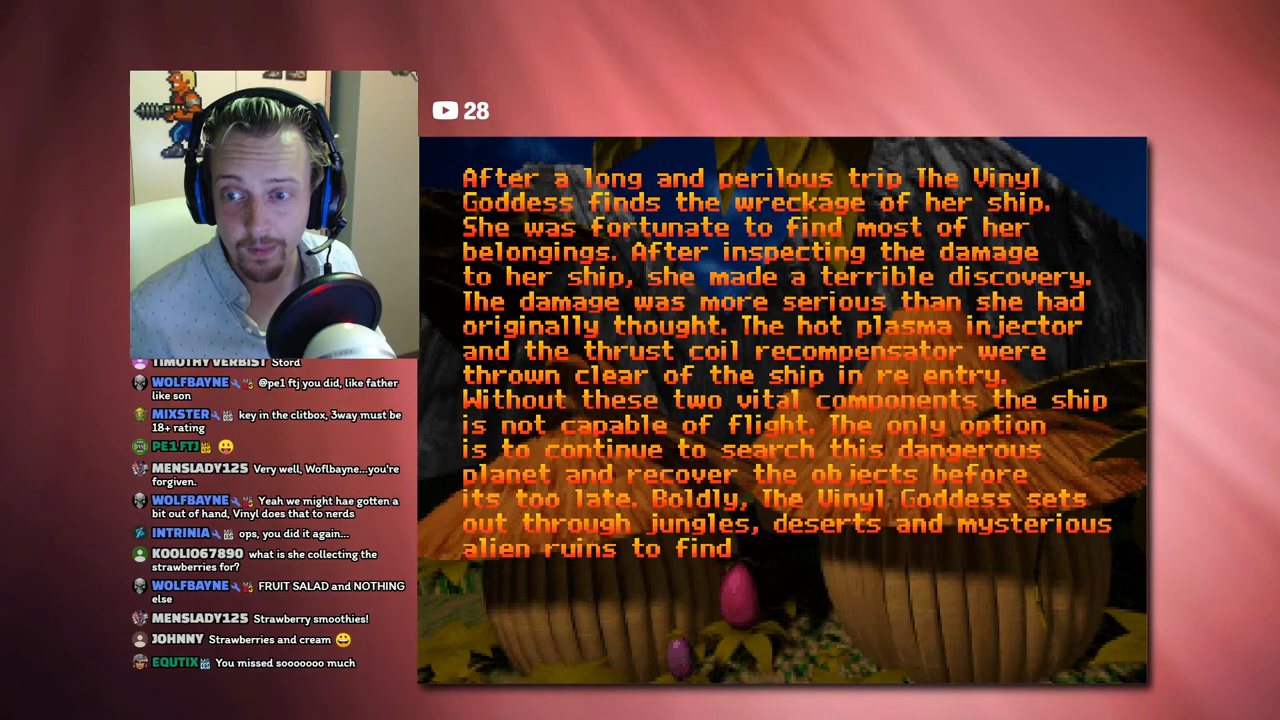 28
After a long and perilous trip The Vinyl
Goddess finds the wreckage of her ship.
She was fortunate to find most of her
belongings. After inspecting the damage
to her ship, she made a terrible discovery.
The damage was more serious than she had
originally thought. The hot plasma injector
and the thrust coil recompensator were
thrown clear of the ship in re entry.
Without these two vital components the ship
is not capable of flight. The only option
is to continue to search this dangerous
planet and recover the objects before
its too late. Boldly, The Vinyl Goddess sets
out through jungles, deserts and mysterious
alien ruins to find
TIMOTHY VERBIST Stord
WOLFBAYNE @pe1 ftj you did, like father
like son
MIXSTER key in the clitbox, 3way must be
18+ rating
PE1 FTJ 😛
MENSLADY125 Very well, Woflbayne...you're
forgiven.
WOLFBAYNE Yeah we might hae gotten a
bit out of hand, Vinyl does that to nerds
INTRINIA ops, you did it again...
KOOLIO67890 what is she collecting the
strawberries for?
WOLFBAYNE FRUIT SALAD and NOTHING
else
MENSLADY125 Strawberry smoothies!
JOHNNY Strawberries and cream 😀
EQUTIX You missed sooooooo much